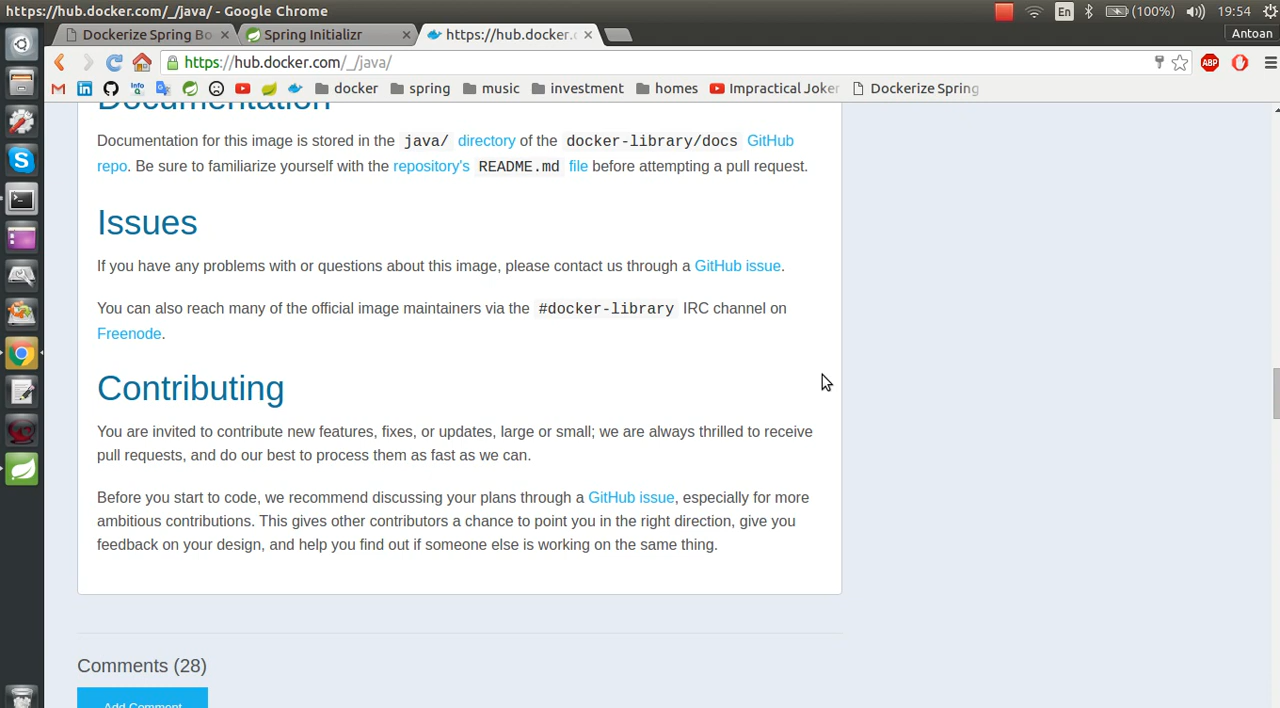 https://hub.docker.com/_/java/ - Google Chrome
En
(100%)
19:54
Dockerize Spring Bo
Spring Initializr
https://hub.docker.c
Antoan
https://hub.docker.com/_/java/
ABP
docker
spring
music
investment
homes
Impractical Joker
Dockerize Spring
Documentation
Documentation for this image is stored in the java/ directory of the docker-library/docs GitHub
repo. Be sure to familiarize yourself with the repository's README.md file before attempting a pull request.
Issues
If you have any problems with or questions about this image, please contact us through a GitHub issue.
You can also reach many of the official image maintainers via the #docker-library IRC channel on
Freenode.
Contributing
You are invited to contribute new features, fixes, or updates, large or small; we are always thrilled to receive
pull requests, and do our best to process them as fast as we can.
Before you start to code, we recommend discussing your plans through a GitHub issue, especially for more
ambitious contributions. This gives other contributors a chance to point you in the right direction, give you
feedback on your design, and help you find out if someone else is working on the same thing.
Comments (28)
Add Comment